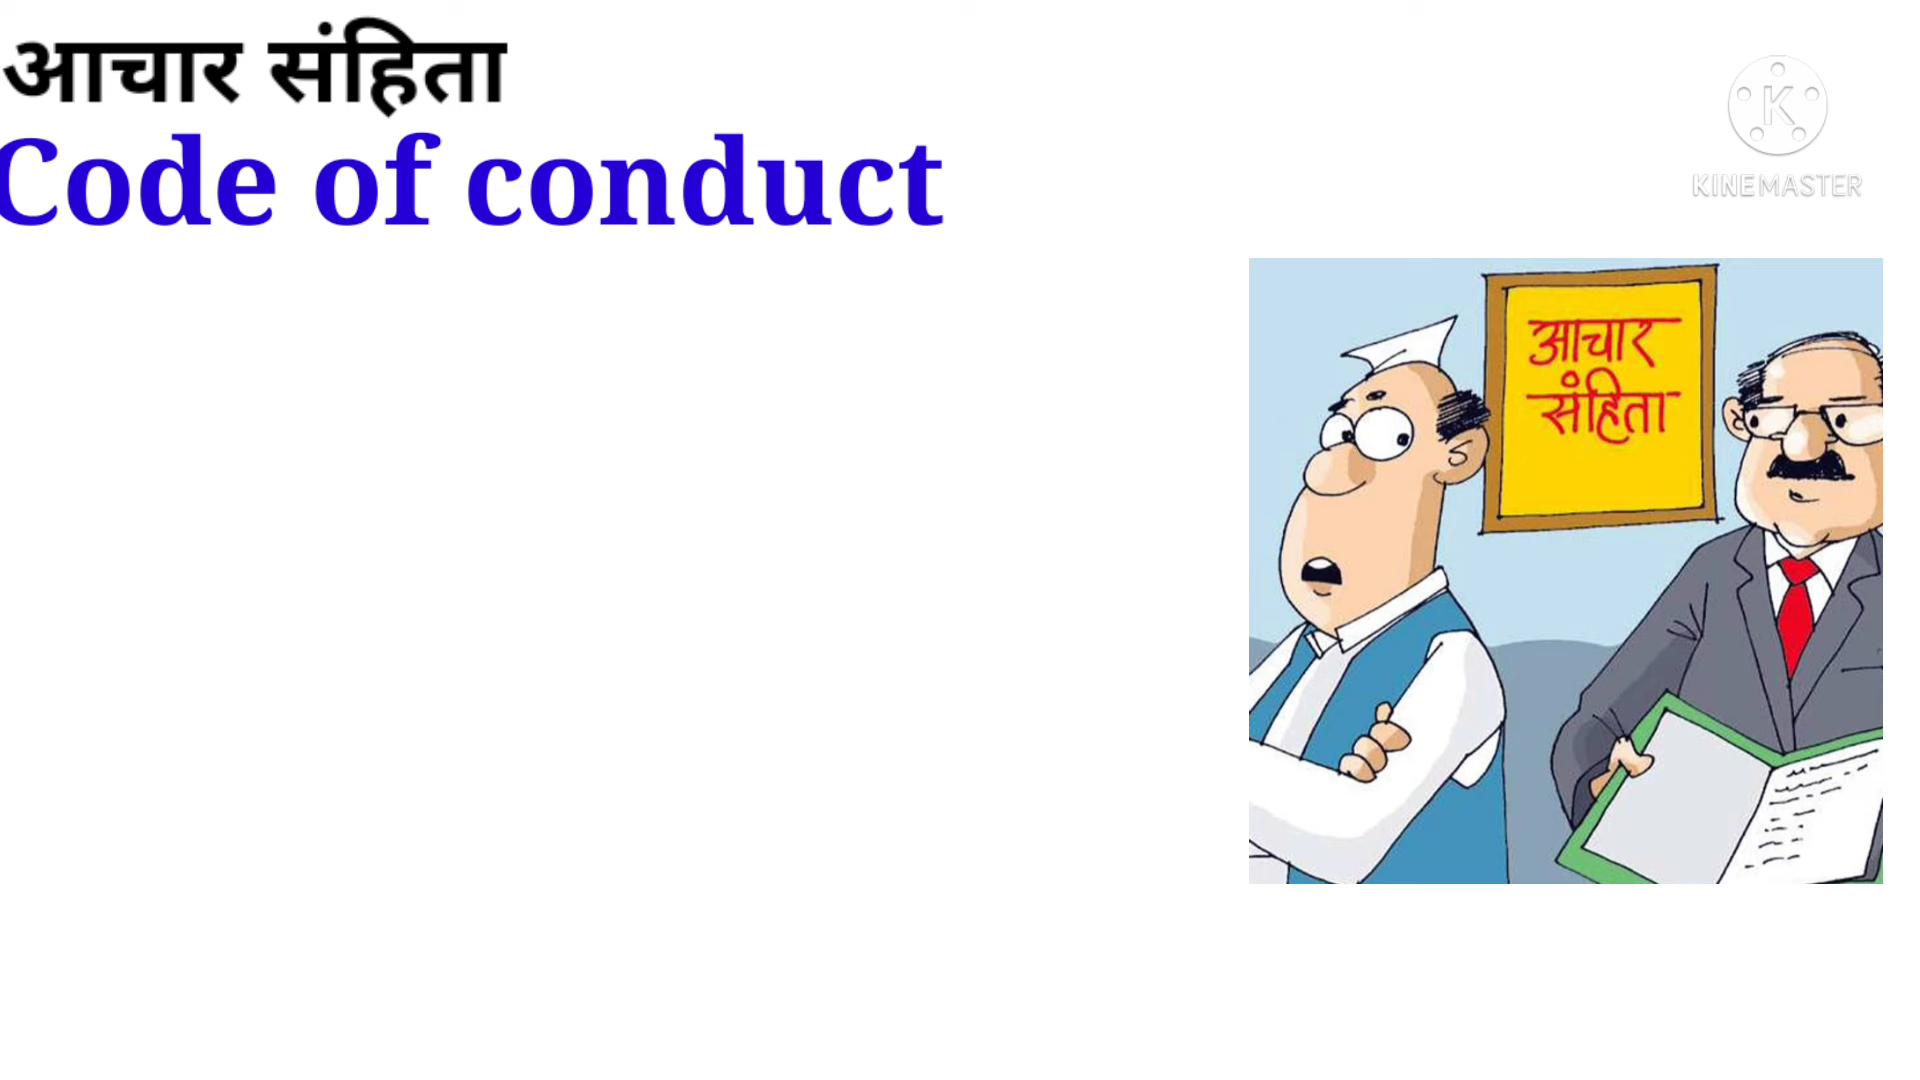 आचार संहिता
Code of conduct
K
KINEMASTER
आचार
संहिता